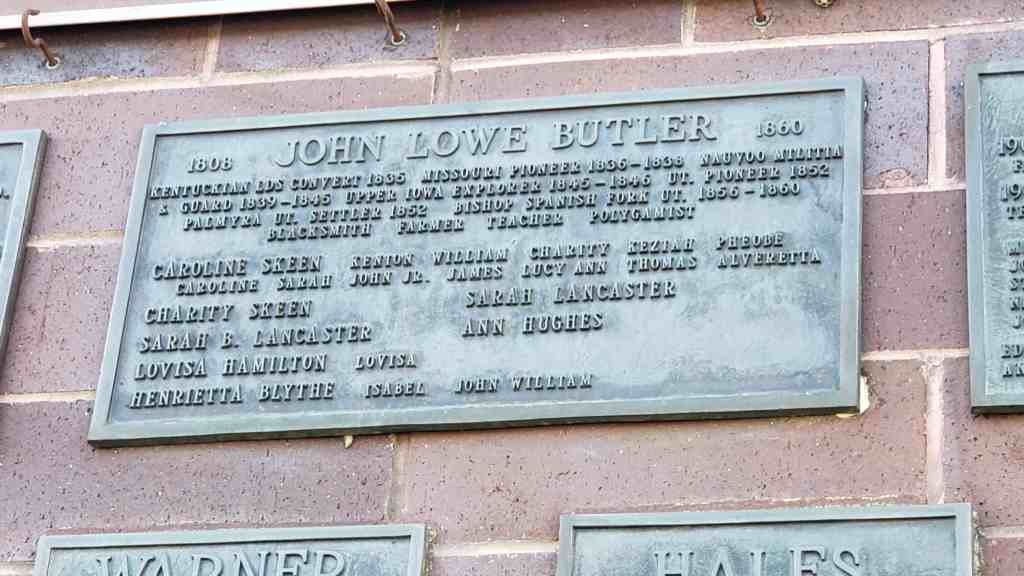 1808 JOHN LOWE BUTLER 1860
KENTUCKIAN LDS CONVERT 1835 MISSOURI PIONEER 1836-1838 NAUVOO MILITIA
& GUARD 1839-1845 UPPER IOWA EXPLORER 1845-1846 UT. PIONEER 1852
PALMYRA UT. SETTLER 1852 BISHOP SPANISH FORK UT. 1856-1860
BLACKSMITH FARMER TEACHER POLYGAMIST
CAROLINE SKEEN KENION WILLIAM CHARITY KEZIAH PHEOBE
CAROLINE SARAH JOHN JR. JAMES LUCY ANN THOMAS ALVERETTA
CHARITY SKEEN SARAH LANCASTER
SARAH B. LANCASTER ANN HUGHES
LOVISA HAMILTON LOVISA
HENRIETTA BLYTHE ISABEL JOHN WILLIAM
WARNER
HALES